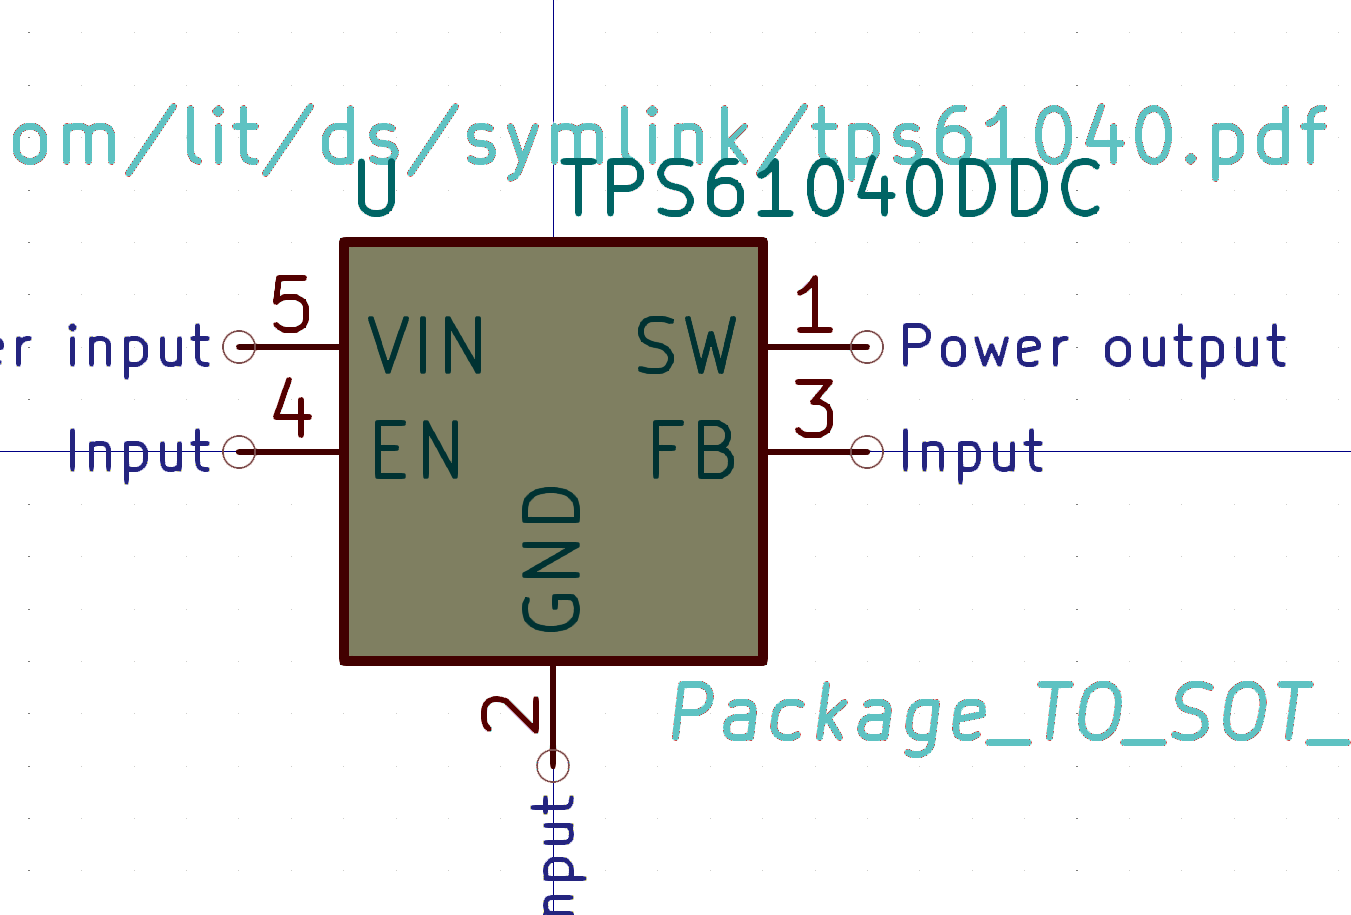 om/lit/ds/symlink/tps61040.pdf
U TPS61040DDC
5 1
er input VIN SW Power output
4 3
Input EN FB Input
GND
2 Package_TO_SOT_
nput